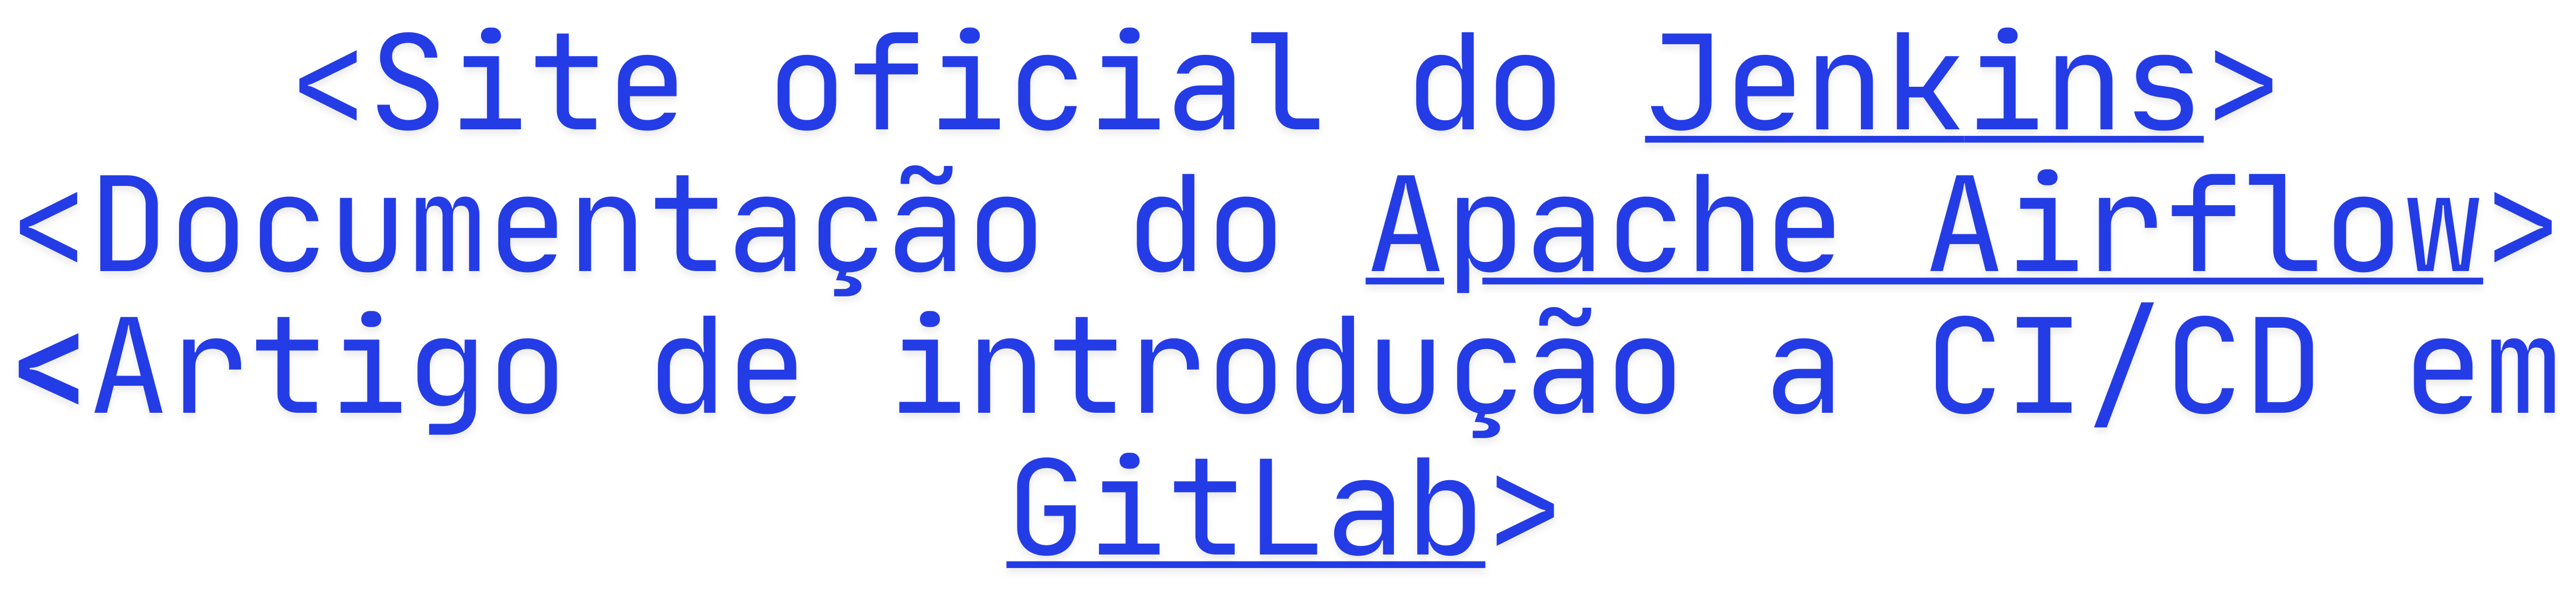 <Site oficial do Jenkins>
<Documentação do Apache Airflow>
<Artigo de introdução a CI/CD em
GitLab>